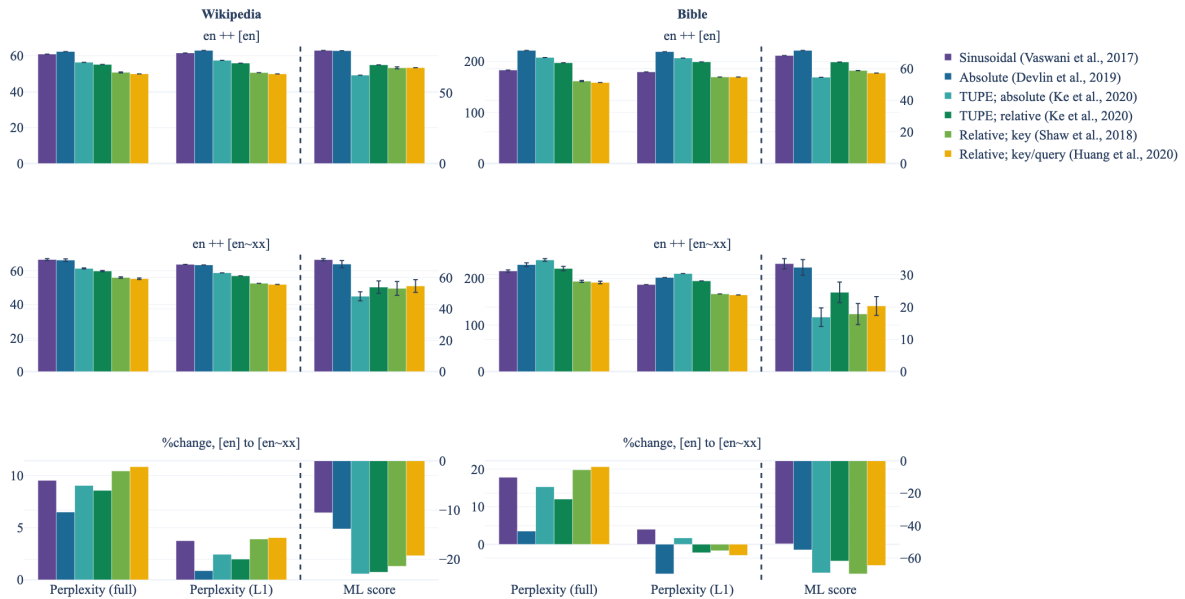 Wikipedia
Bible
en ++ [en]
en ++ [en]
60
40
20
0
50
0
200
150
100
50
0
60
40
20
0
Sinusoidal (Vaswani et al., 2017)
Absolute (Devlin et al., 2019)
TUPE; absolute (Ke et al., 2020)
TUPE; relative (Ke et al., 2020)
Relative; key (Shaw et al., 2018)
Relative; key/query (Huang et al., 2020)
en ++ [en~xx]
en ++ [en~xx]
60
40
20
0
60
40
20
0
200
100
0
30
20
10
0
%change, [en] to [en~xx]
%change, [en] to [en~xx]
10
5
0
0
−10
−20
20
10
0
0
−20
−40
−60
Perplexity (full)
Perplexity (L1)
ML score
Perplexity (full)
Perplexity (L1)
ML score